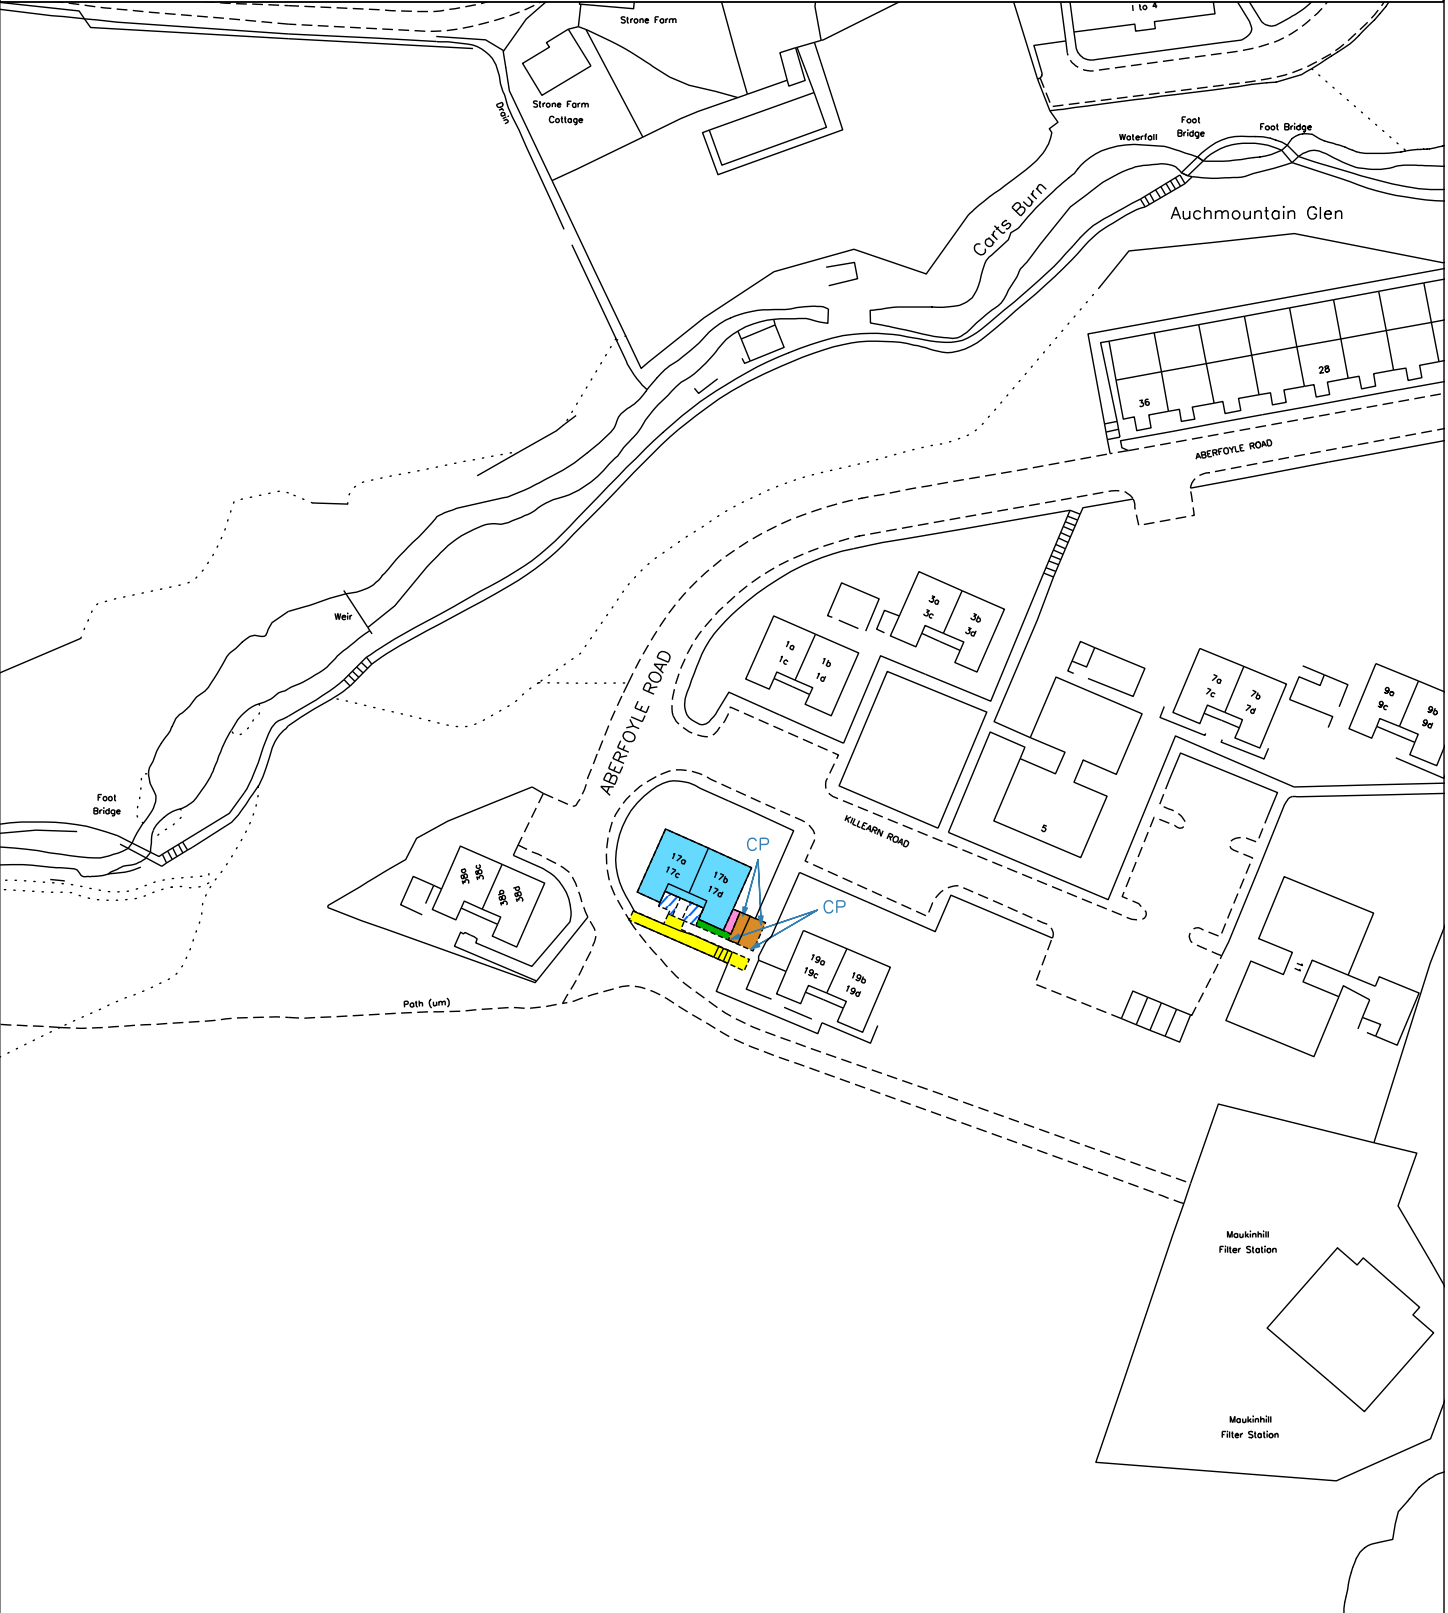 Strone Farm
1 to 4
Drain
Strone Farm
Cottage
Foot
Bridge
Foot Bridge
Waterfall
Carts Burn
Auchmountain Glen
28
36
ABERFOYLE ROAD
Weir
3a
3c
3b
3d
1a
1c
1b
1d
ABERFOYLE ROAD
7a
7c
7b
7d
9a
9c
9b
9d
Foot
Bridge
KILLEARN ROAD
5
CP
17a
17c
17b
17d
CP
38a
38c
38b
38d
19a
19c
19b
19d
Path (um)
Maukinhill
Filter Station
Maukinhill
Filter Station